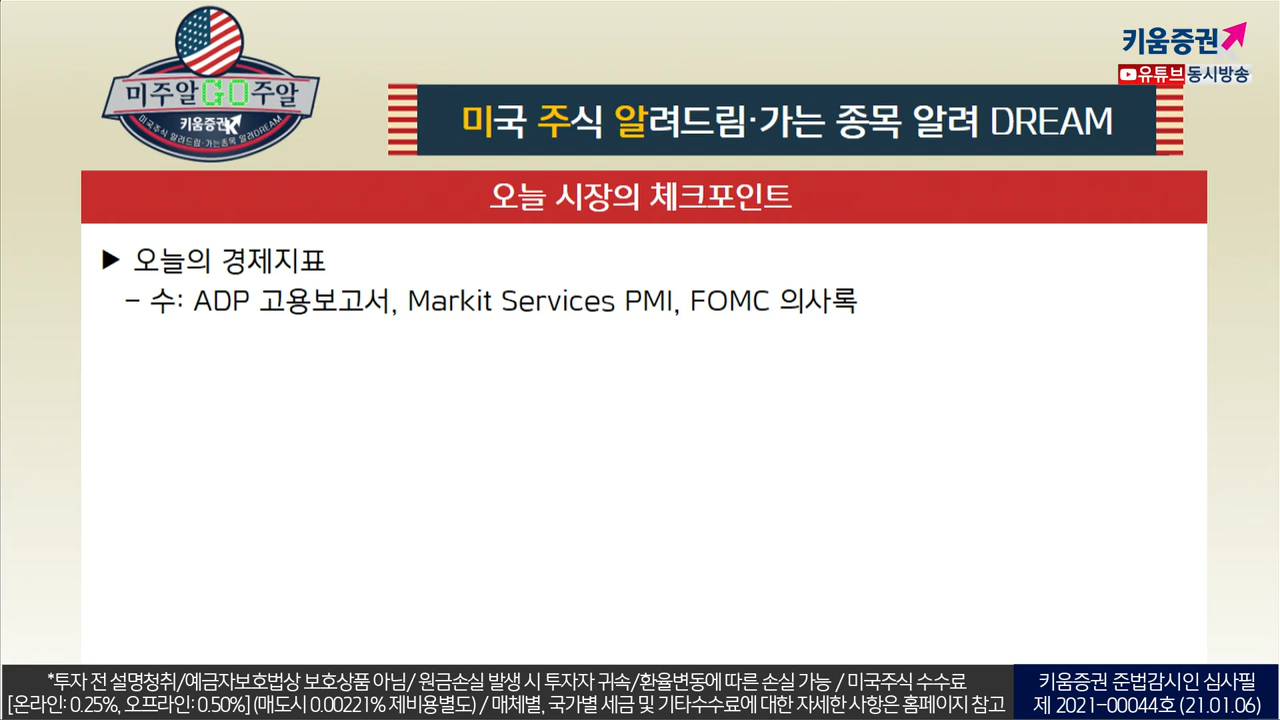 미주알GO주알
키움증권
미국주식 알려드림·가는종목 알려DREAM
키움증권
유튜브동시방송
미국 주식 알려드림·가는 종목 알려 DREAM
오늘 시장의 체크포인트
▶ 오늘의 경제지표
– 수: ADP 고용보고서, Markit Services PMI, FOMC 의사록
*투자 전 설명청취/예금자보호법상 보호상품 아님/ 원금손실 발생 시 투자자 귀속/환율변동에 따른 손실 가능 / 미국주식 수수료
[온라인: 0.25%, 오프라인: 0.50%] (매도시 0.00221% 제비용별도) / 매체별, 국가별 세금 및 기타수수료에 대한 자세한 사항은 홈페이지 참고
키움증권 준법감시인 심사필
제 2021-00044호 (21.01.06)